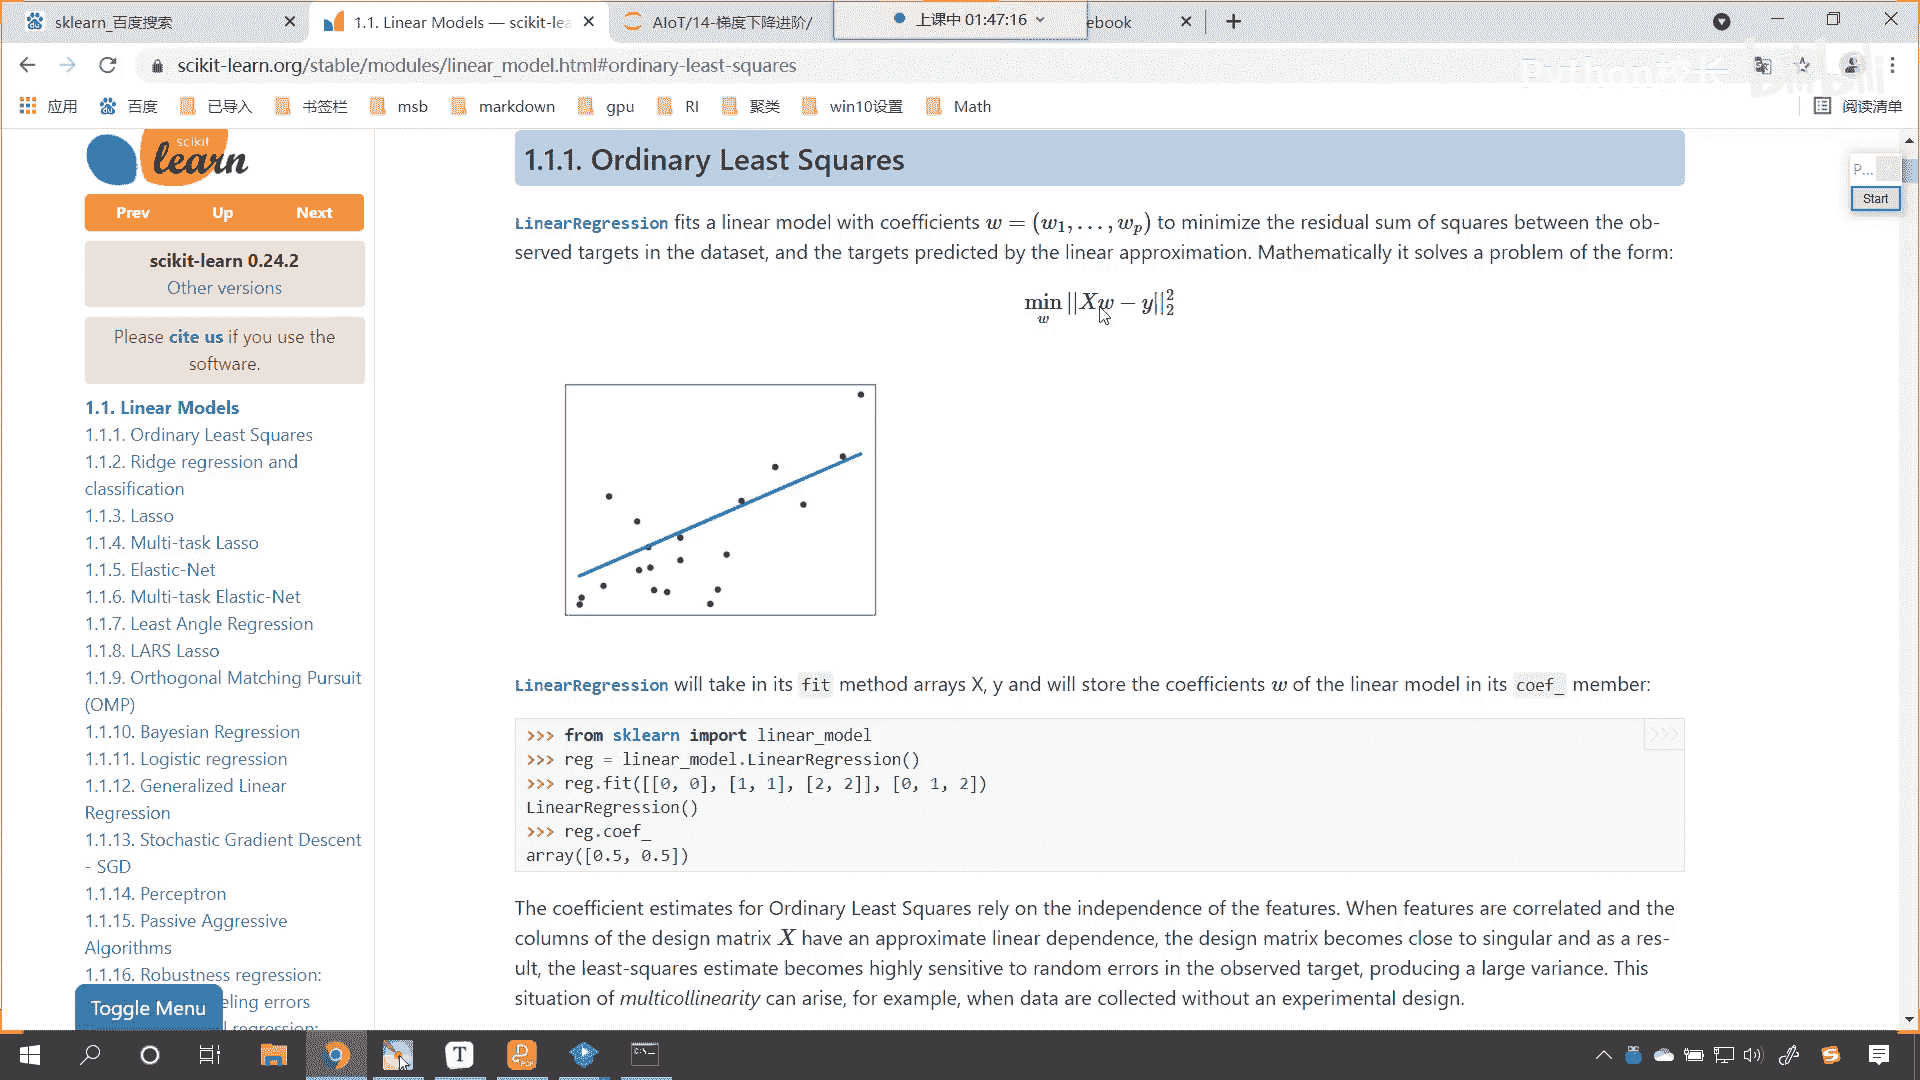 sklearn_百度搜索
1.1. Linear Models — scikit-lea
AIoT/14-梯度下降进阶/
上课中 01:47:16
ebook
scikit-learn.org/stable/modules/linear_model.html#ordinary-least-squares
应用
百度
已导入
书签栏
msb
markdown
gpu
RI
聚类
win10设置
Math
阅读清单
scikit
learn
Prev Up Next
scikit-learn 0.24.2
Other versions
Please cite us if you use the
software.
1.1. Linear Models
1.1.1. Ordinary Least Squares
1.1.2. Ridge regression and
classification
1.1.3. Lasso
1.1.4. Multi-task Lasso
1.1.5. Elastic-Net
1.1.6. Multi-task Elastic-Net
1.1.7. Least Angle Regression
1.1.8. LARS Lasso
1.1.9. Orthogonal Matching Pursuit
(OMP)
1.1.10. Bayesian Regression
1.1.11. Logistic regression
1.1.12. Generalized Linear
Regression
1.1.13. Stochastic Gradient Descent
- SGD
1.1.14. Perceptron
1.1.15. Passive Aggressive
Algorithms
1.1.16. Robustness regression:
eling errors
Toggle Menu
1.1.1. Ordinary Least Squares
LinearRegression fits a linear model with coefficients w = (w₁, . . . , wₚ) to minimize the residual sum of squares between the ob-
served targets in the dataset, and the targets predicted by the linear approximation. Mathematically it solves a problem of the form:
min ||Xw − y||₂²
w
LinearRegression will take in its fit method arrays X, y and will store the coefficients w of the linear model in its coef_ member:
>>> from sklearn import linear_model
>>> reg = linear_model.LinearRegression()
>>> reg.fit([[0, 0], [1, 1], [2, 2]], [0, 1, 2])
LinearRegression()
>>> reg.coef_
array([0.5, 0.5])
>>>
The coefficient estimates for Ordinary Least Squares rely on the independence of the features. When features are correlated and the
columns of the design matrix X have an approximate linear dependence, the design matrix becomes close to singular and as a res-
ult, the least-squares estimate becomes highly sensitive to random errors in the observed target, producing a large variance. This
situation of multicollinearity can arise, for example, when data are collected without an experimental design.
P...
Start